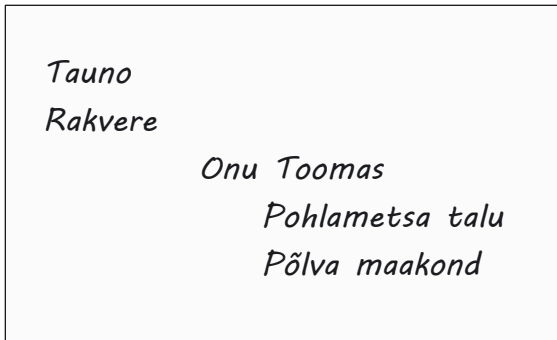 Tauno
Rakvere
Onu Toomas
Pohlametsa talu
Põlva maakond